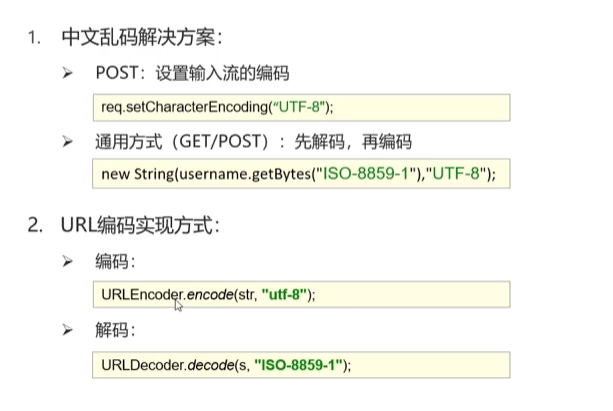 1. 中文乱码解决方案：
➢ POST：设置输入流的编码
req.setCharacterEncoding(“UTF-8”);
➢ 通用方式（GET/POST）：先解码，再编码
new String(username.getBytes("ISO-8859-1"),"UTF-8");
2. URL编码实现方式：
➢ 编码：
URLEncoder.encode(str, "utf-8");
➢ 解码：
URLDecoder.decode(s, "ISO-8859-1");